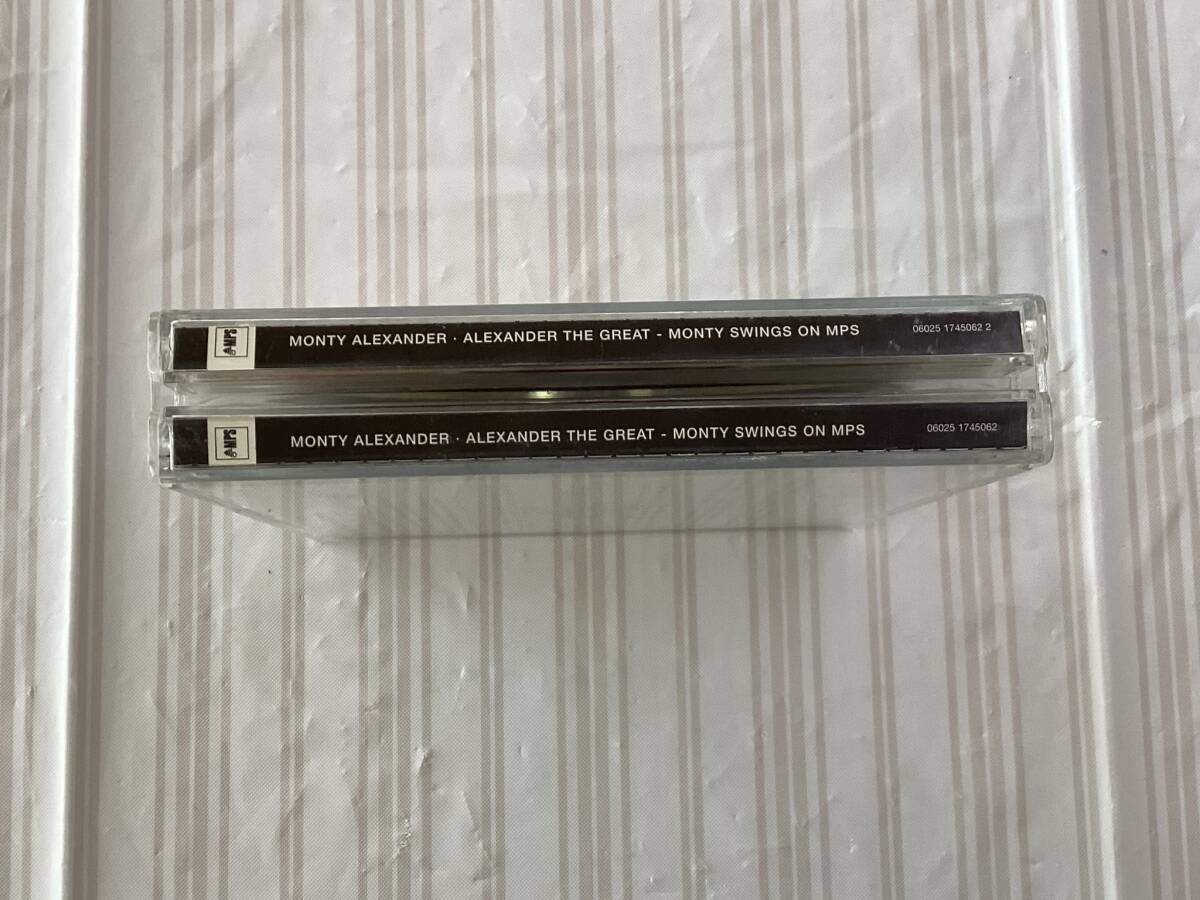 MPS MONTY ALEXANDER · ALEXANDER THE GREAT - MONTY SWINGS ON MPS 06025 1745062 2
MPS MONTY ALEXANDER · ALEXANDER THE GREAT - MONTY SWINGS ON MPS 06025 1745062